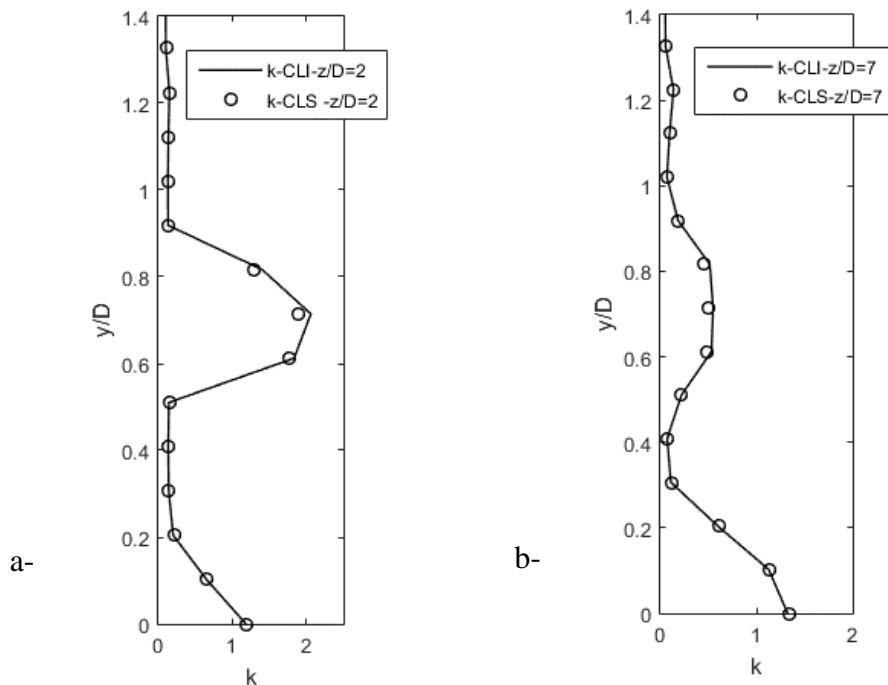 1.4
1.2
1
0.8
0.6
0.4
0.2
0
y/D
k-CLI-z/D=2
k-CLS -z/D=2
0 1 2
k
a-
1.4
1.2
1
0.8
0.6
0.4
0.2
0
y/D
k-CLI-z/D=7
k-CLS-z/D=7
0 1 2
k
b-